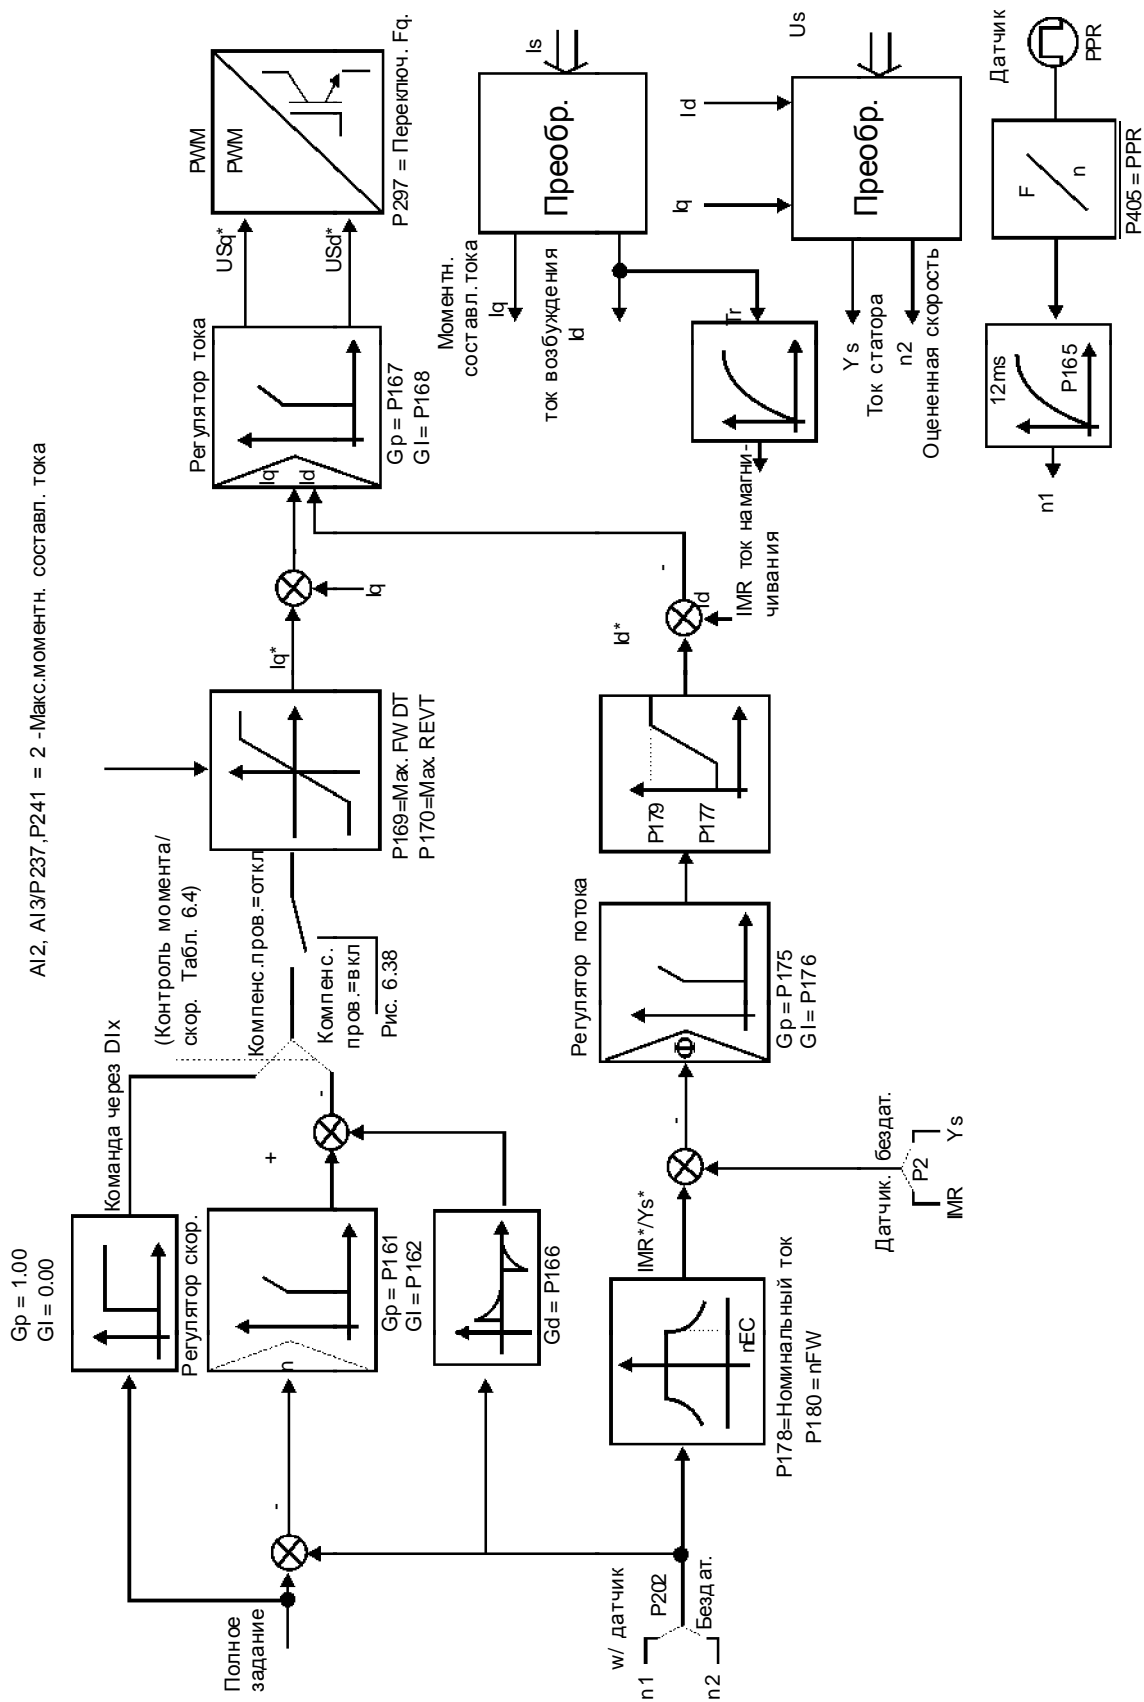 AI2, AI3/P237,P241 = 2 -Макс.моментн. составл. тока
Gp = 1.00
GI = 0.00
Команда через DIx
(Контроль момента/
скор. Табл. 6.4)
Компенс.пров.=откл
Компенс.
пров.=вкл
Рис. 6.38
Полное
задание
-
Регулятор скор.
n
Gp = P161
GI = P162
+
-
Gd = P166
P169=Max. FWDT
P170=Max. REVT
Iq*
-
Iq
Регулятор тока
Iq
Id
Gp = P167
GI = P168
USq*
USd*
PWM
PWM
P297 = Переключ. Fq.
w/ датчик
n1
P202
n2
Бездат.
nEC
P178=Номинальный ток
P180 = nFW
IMR*/Ys*
-
Датчик. бездат.
P2
IMR
Ys
Регулятор потока
Ф
Gp = P175
GI = P176
P179
P177
Id*
-
Id
IMR ток намагни-
чивания
Tr
Моментн.
составл. тока
Iq
ток возбуждения
Id
Преобр.
Is
Ys
Ток статора
n2
Оцененная скорость
Iq
Id
Преобр.
Us
n1
12ms
P165
F
n
P405 = PPR
Датчик
PPR